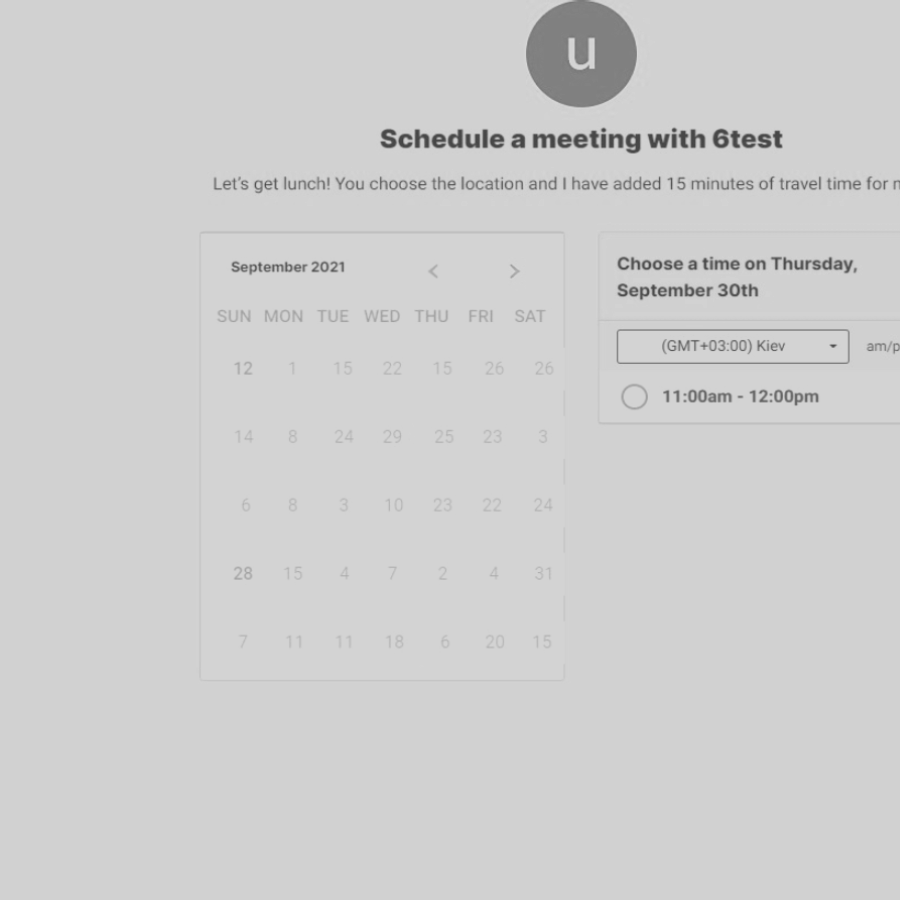 u
Schedule a meeting with 6test
Let's get lunch! You choose the location and I have added 15 minutes of travel time for
September 2021 < >
SUN MON TUE WED THU FRI SAT
12 1 15 22 15 26 26
14 8 24 29 25 23 3
6 8 3 10 23 22 24
28 15 4 7 2 4 31
7 11 11 18 6 20 15
Choose a time on Thursday,
September 30th
(GMT+03:00) Kiev am/p
11:00am - 12:00pm